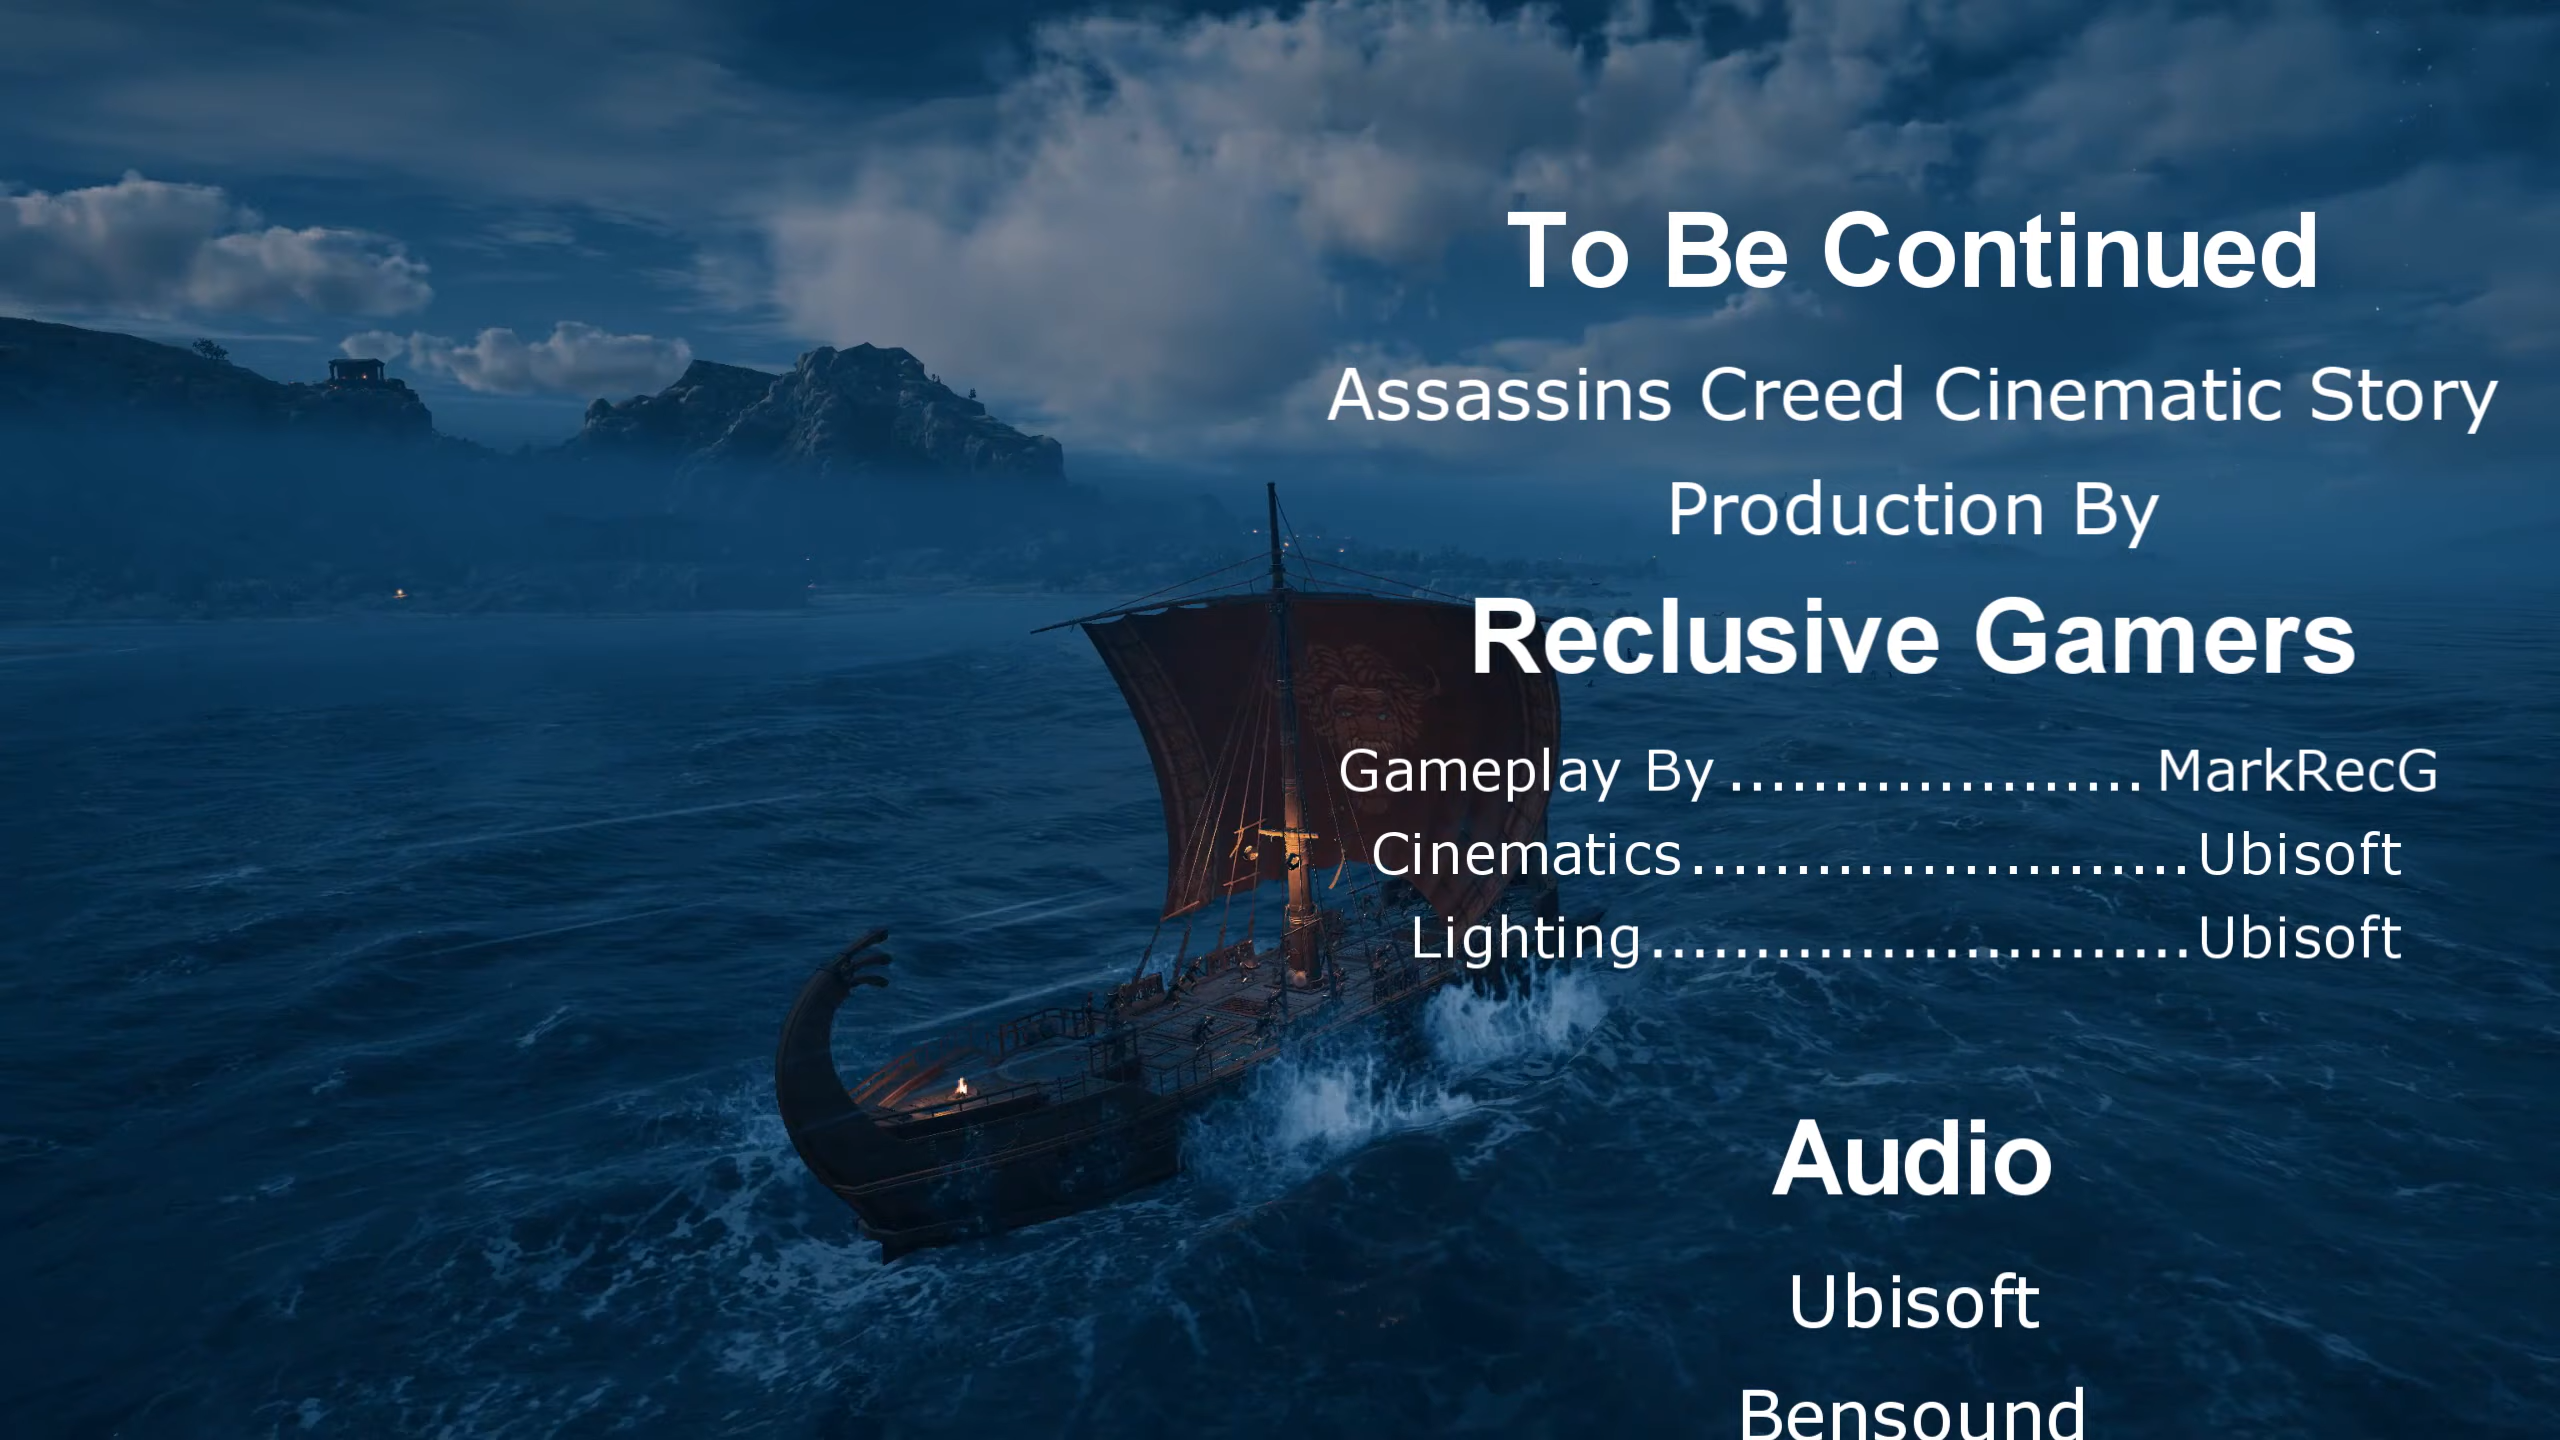 To Be Continued
Assassins Creed Cinematic Story
Production By
Reclusive Gamers
Gameplay By....................MarkRecG
Cinematics........................Ubisoft
Lighting..........................Ubisoft
Audio
Ubisoft
Bensound